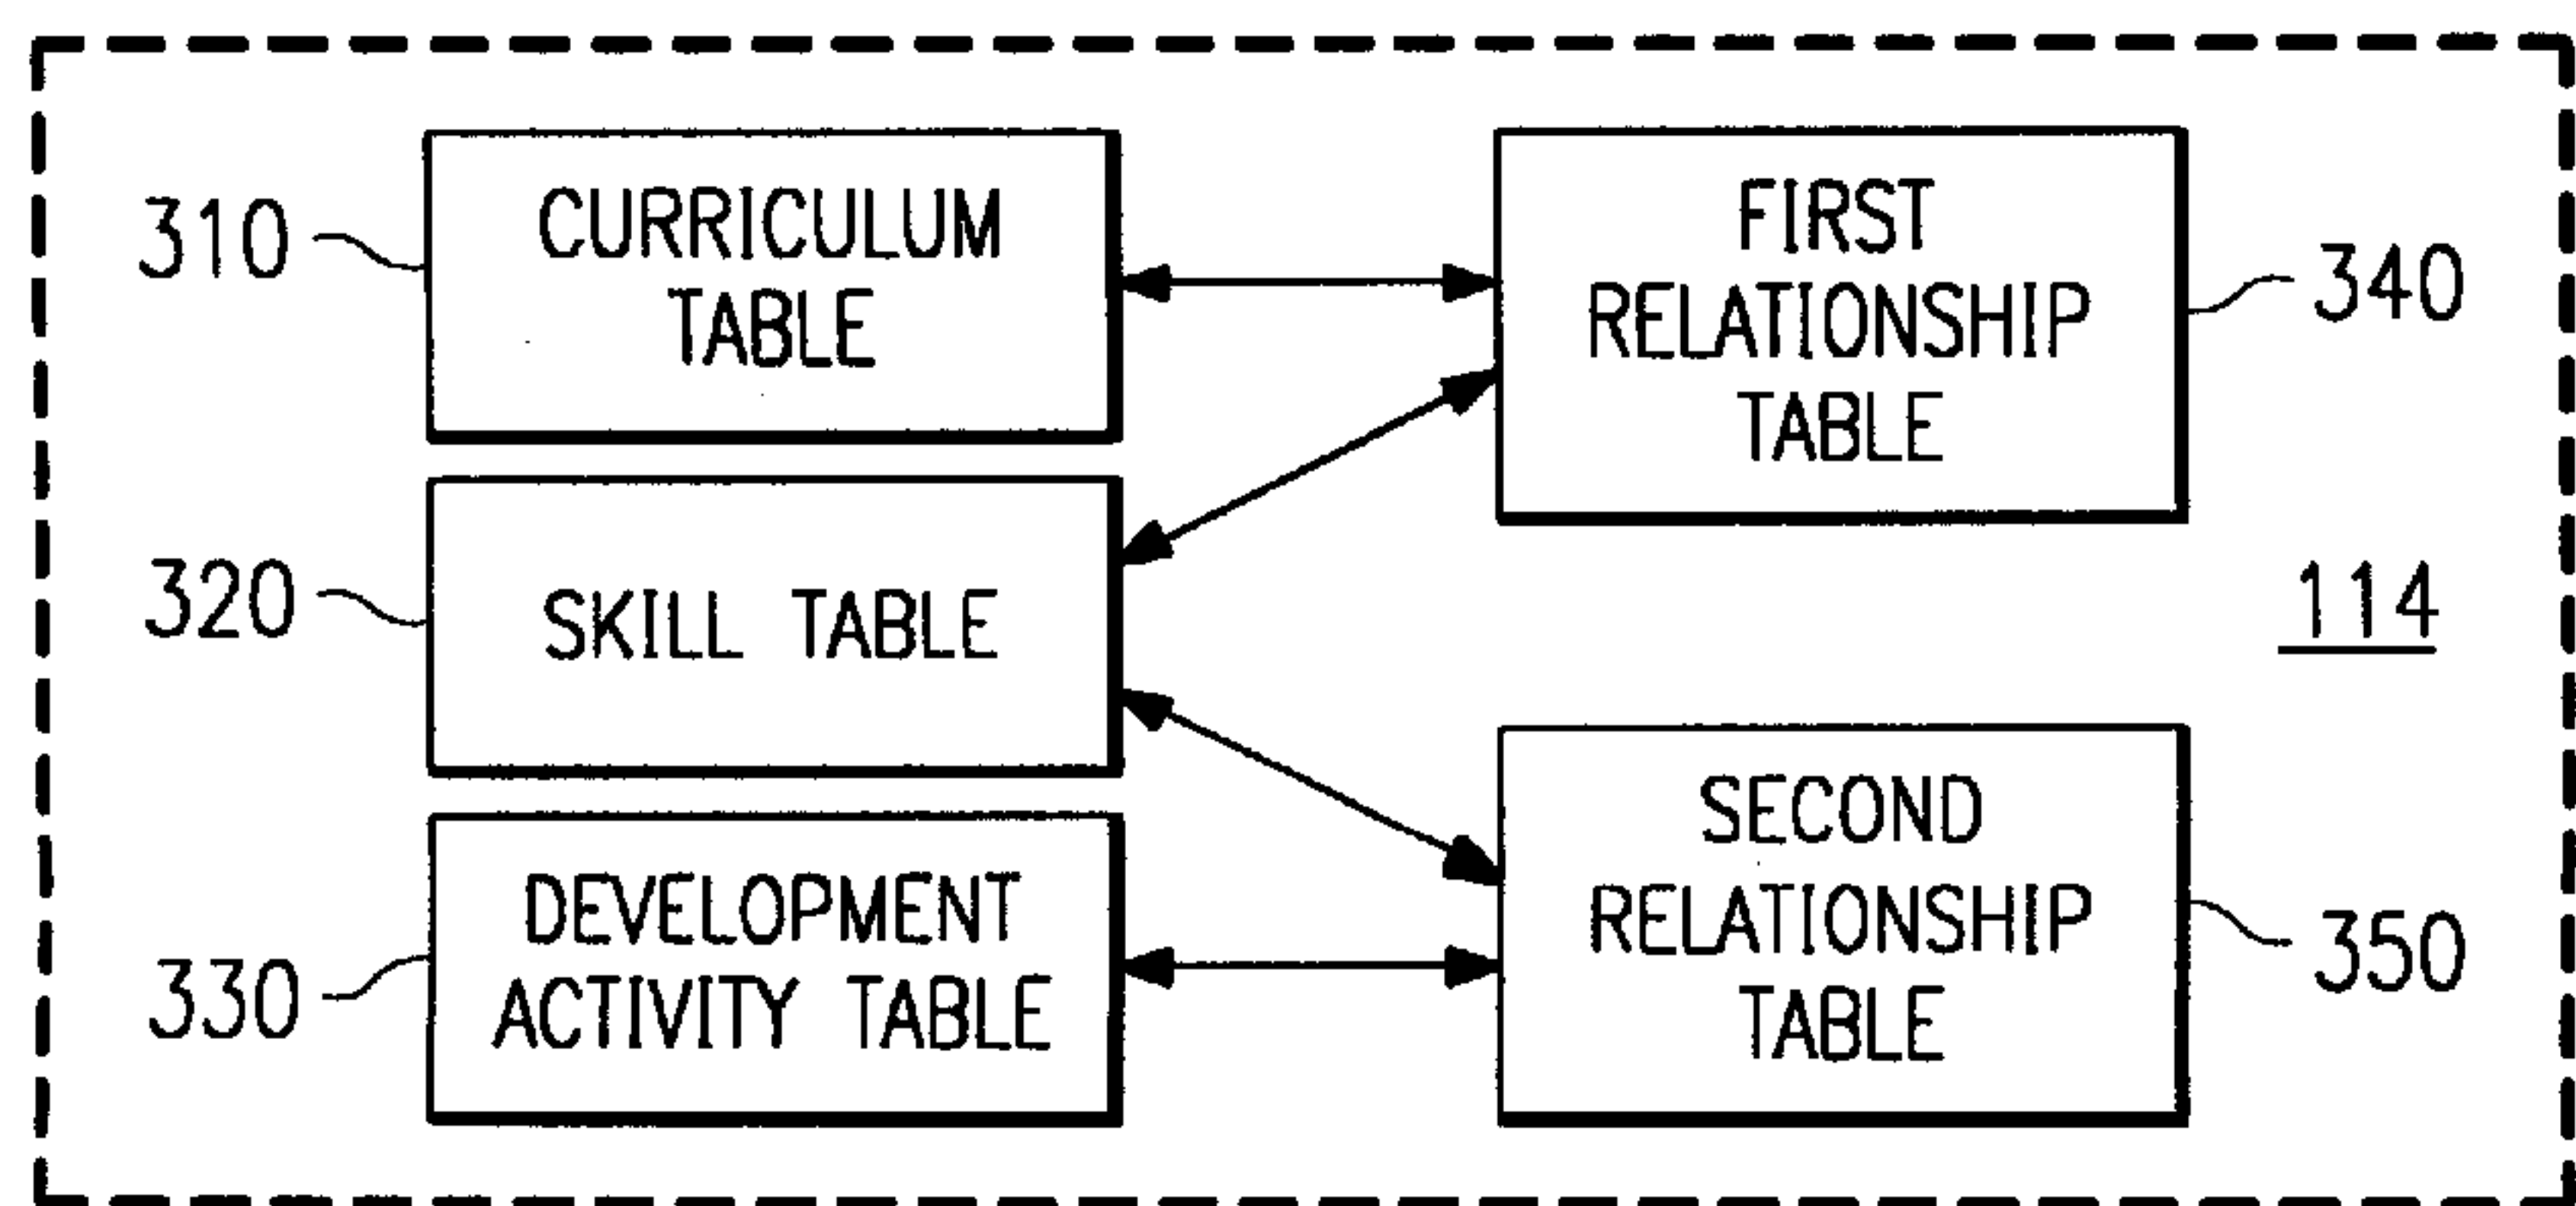 310
CURRICULUM
TABLE
FIRST
RELATIONSHIP
TABLE
340
320
SKILL TABLE
114
330
DEVELOPMENT
ACTIVITY TABLE
SECOND
RELATIONSHIP
TABLE
350